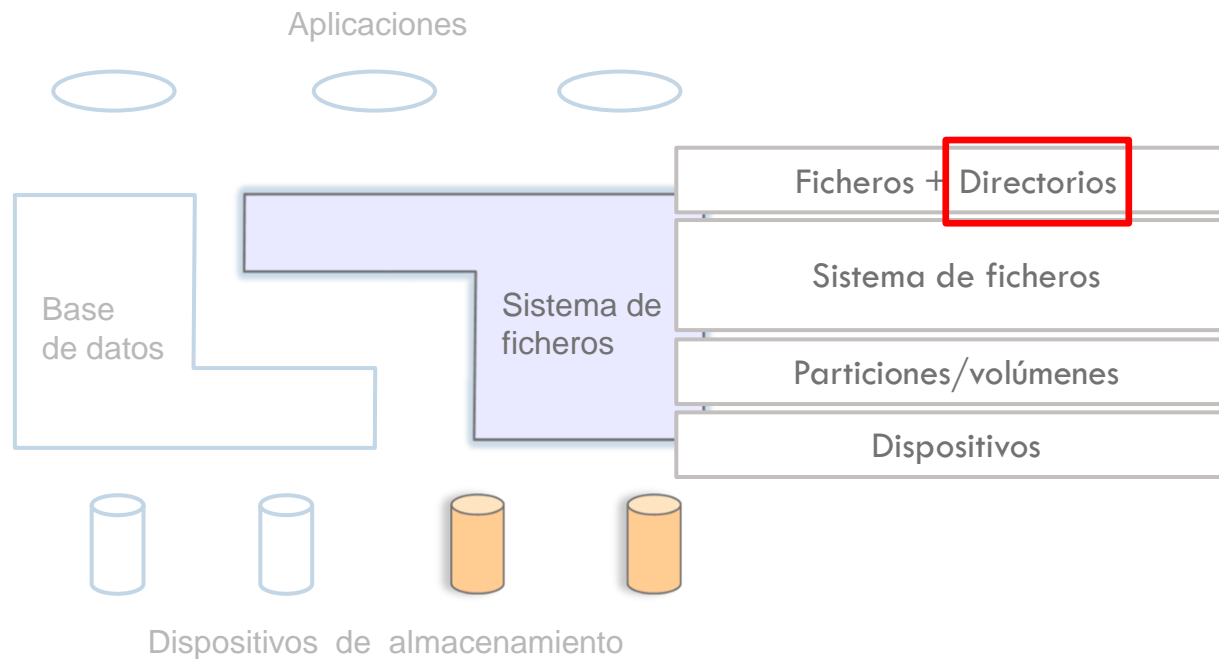 Aplicaciones
Ficheros + Directorios
Sistema de ficheros
Base
de datos
Sistema de
ficheros
Particiones/volúmenes
Dispositivos
Dispositivos de almacenamiento